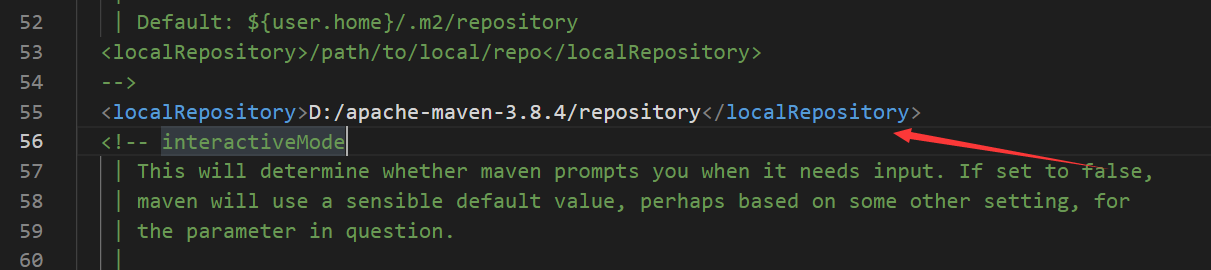 52 | Default: ${user.home}/.m2/repository
53 <localRepository>/path/to/local/repo</localRepository>
54 -->
55 <localRepository>D:/apache-maven-3.8.4/repository</localRepository>
56 <!-- interactiveMode
57 | This will determine whether maven prompts you when it needs input. If set to false,
58 | maven will use a sensible default value, perhaps based on some other setting, for
59 | the parameter in question.
60 |